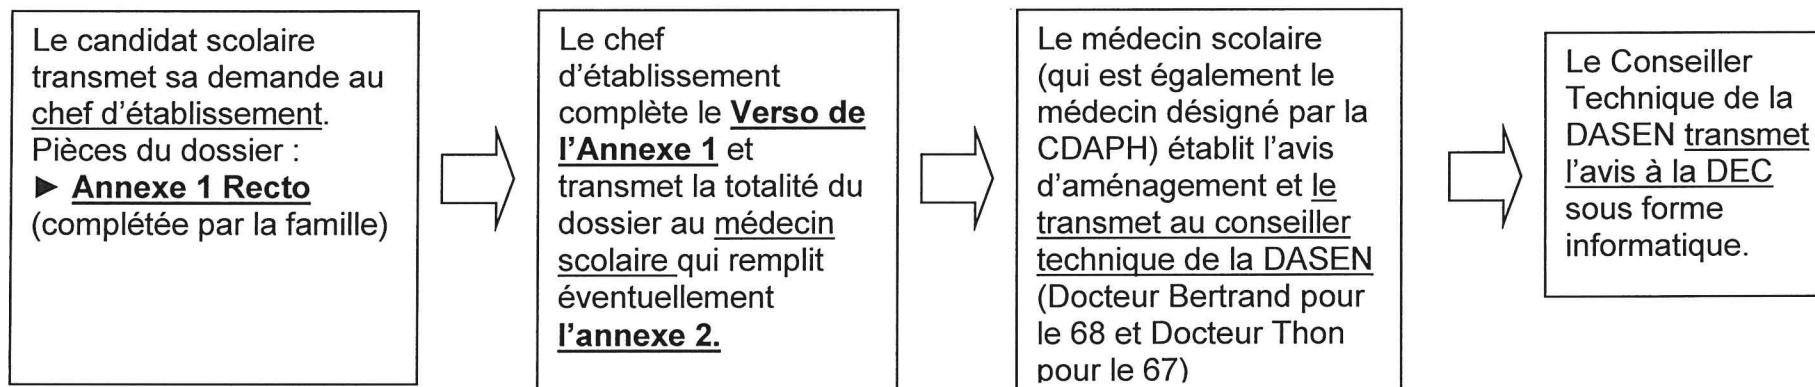 Le candidat scolaire
transmet sa demande au
chef d'établissement.
Pièces du dossier :
► Annexe 1 Recto
(complétée par la famille)
Le chef
d'établissement
complète le Verso de
l'Annexe 1 et
transmet la totalité du
dossier au médecin
scolaire qui remplit
éventuellement
l'annexe 2.
Le médecin scolaire
(qui est également le
médecin désigné par la
CDAPH) établit l'avis
d'aménagement et le
transmet au conseiller
technique de la DASEN
(Docteur Bertrand pour
le 68 et Docteur Thon
pour le 67)
Le Conseiller
Technique de la
DASEN transmet
l'avis à la DEC
sous forme
informatique.